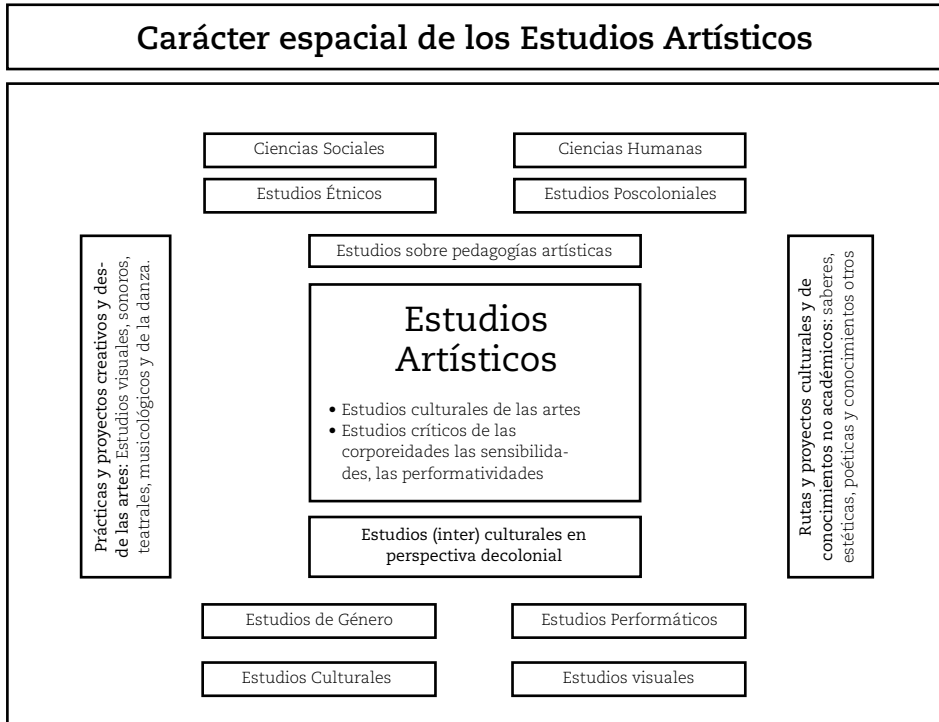 Carácter espacial de los Estudios Artísticos
Ciencias Sociales
Ciencias Humanas
Estudios Étnicos
Estudios Poscoloniales
Estudios sobre pedagogías artísticas
Prácticas y proyectos creativos y des-
de las artes: Estudios visuales, sonoros,
teatrales, musicológicos y de la danza.
Estudios
Artísticos
• Estudios culturales de las artes
• Estudios críticos de las
corporeidades las sensibilida-
des, las performatividades
Rutas y proyectos culturales y de
conocimientos no académicos: saberes,
estéticas, poéticas y conocimientos otros
Estudios (inter) culturales en
perspectiva decolonial
Estudios de Género
Estudios Performáticos
Estudios Culturales
Estudios visuales